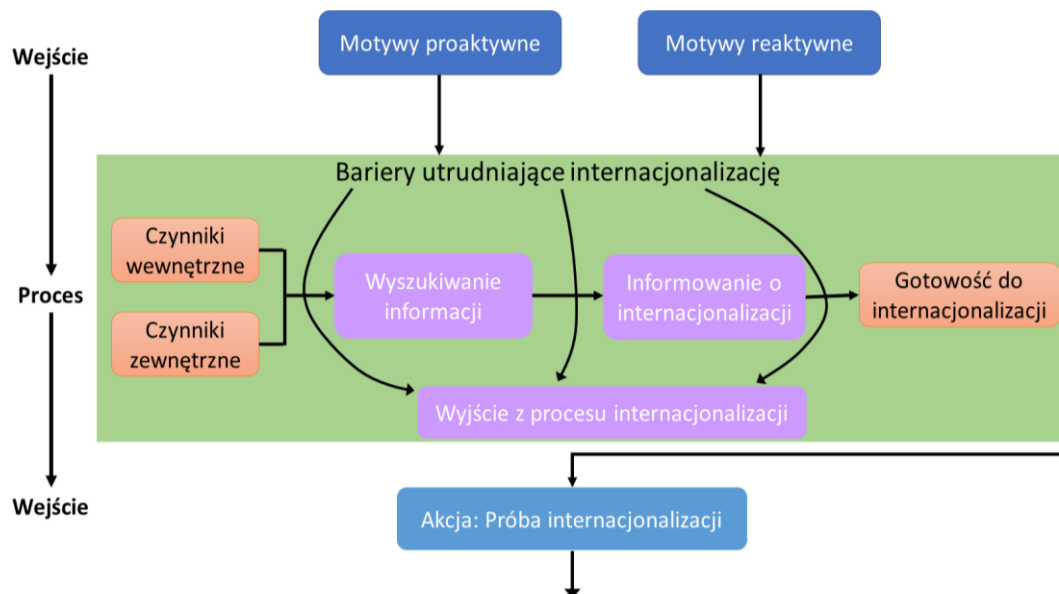 Motywy proaktywne
Motywy reaktywne
Wejście
Bariery utrudniające internacjonalizację
Czynniki
wewnętrzne
Wyszukiwanie
informacji
Informowanie o
internacjonalizacji
Gotowość do
internacjonalizacji
Proces
Czynniki
zewnętrzne
Wyjście z procesu internacjonalizacji
Wejście
Akcja: Próba internacjonalizacji